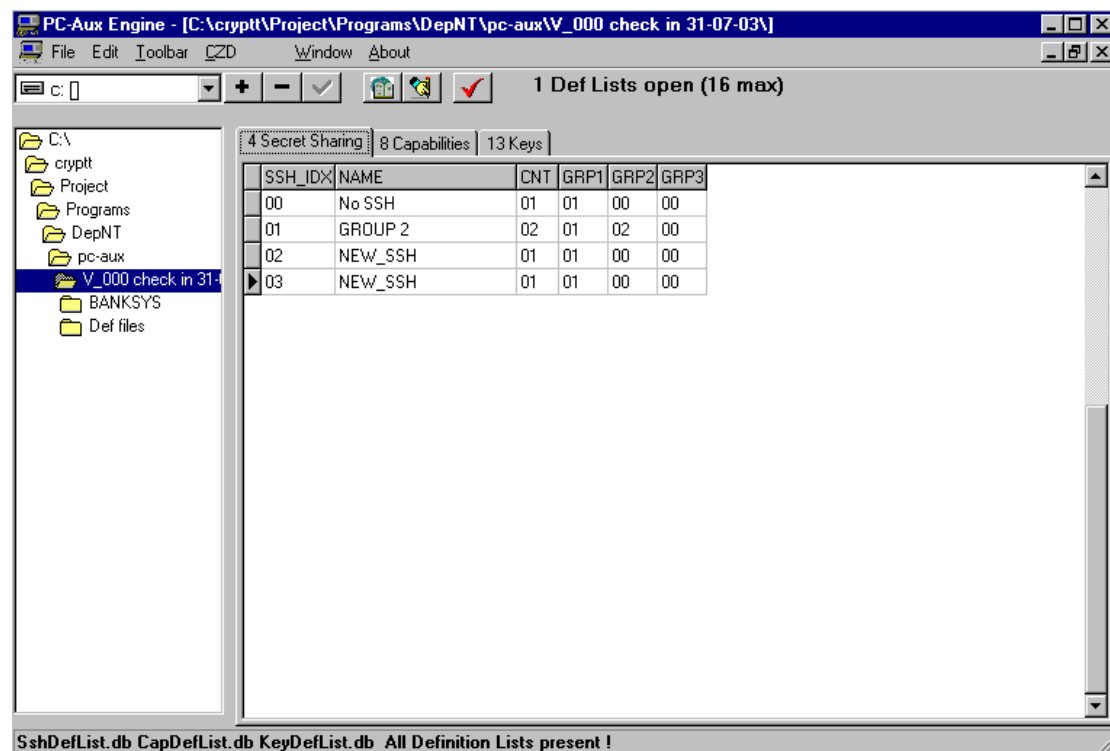 PC-Aux Engine - [C:\cryptt\Project\Programs\DepNT\pc-aux\V_000 check in 31-07-03\]
File Edit Toolbar CZD Window About
c: [] + - 1 Def Lists open (16 max)
C:\
cryptt
Project
Programs
DepNT
pc-aux
V_000 check in 31-
BANKSYS
Def files
4 Secret Sharing 8 Capabilities 13 Keys
SSH_IDX NAME CNT GRP1 GRP2 GRP3
00 No SSH 01 01 00 00
01 GROUP 2 02 01 02 00
02 NEW_SSH 01 01 00 00
03 NEW_SSH 01 01 00 00
SshDefList.db CapDefList.db KeyDefList.db All Definition Lists present !